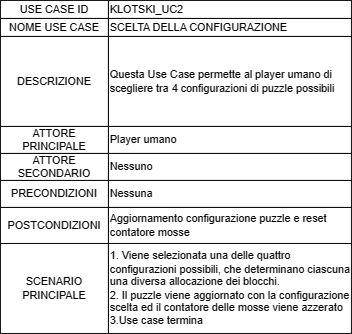 USE CASE ID
KLOTSKI_UC2
NOME USE CASE
SCELTA DELLA CONFIGURAZIONE
DESCRIZIONE
Questa Use Case permette al player umano di
scegliere tra 4 configurazioni di puzzle possibili
ATTORE
PRINCIPALE
Player umano
ATTORE
SECONDARIO
Nessuno
PRECONDIZIONI
Nessuna
POSTCONDIZIONI
Aggiornamento configurazione puzzle e reset
contatore mosse
SCENARIO
PRINCIPALE
1. Viene selezionata una delle quattro
configurazioni possibili, che determinano ciascuna
una diversa allocazione dei blocchi.
2. Il puzzle viene aggiornato con la configurazione
scelta ed il contatore delle mosse viene azzerato
3.Use case termina